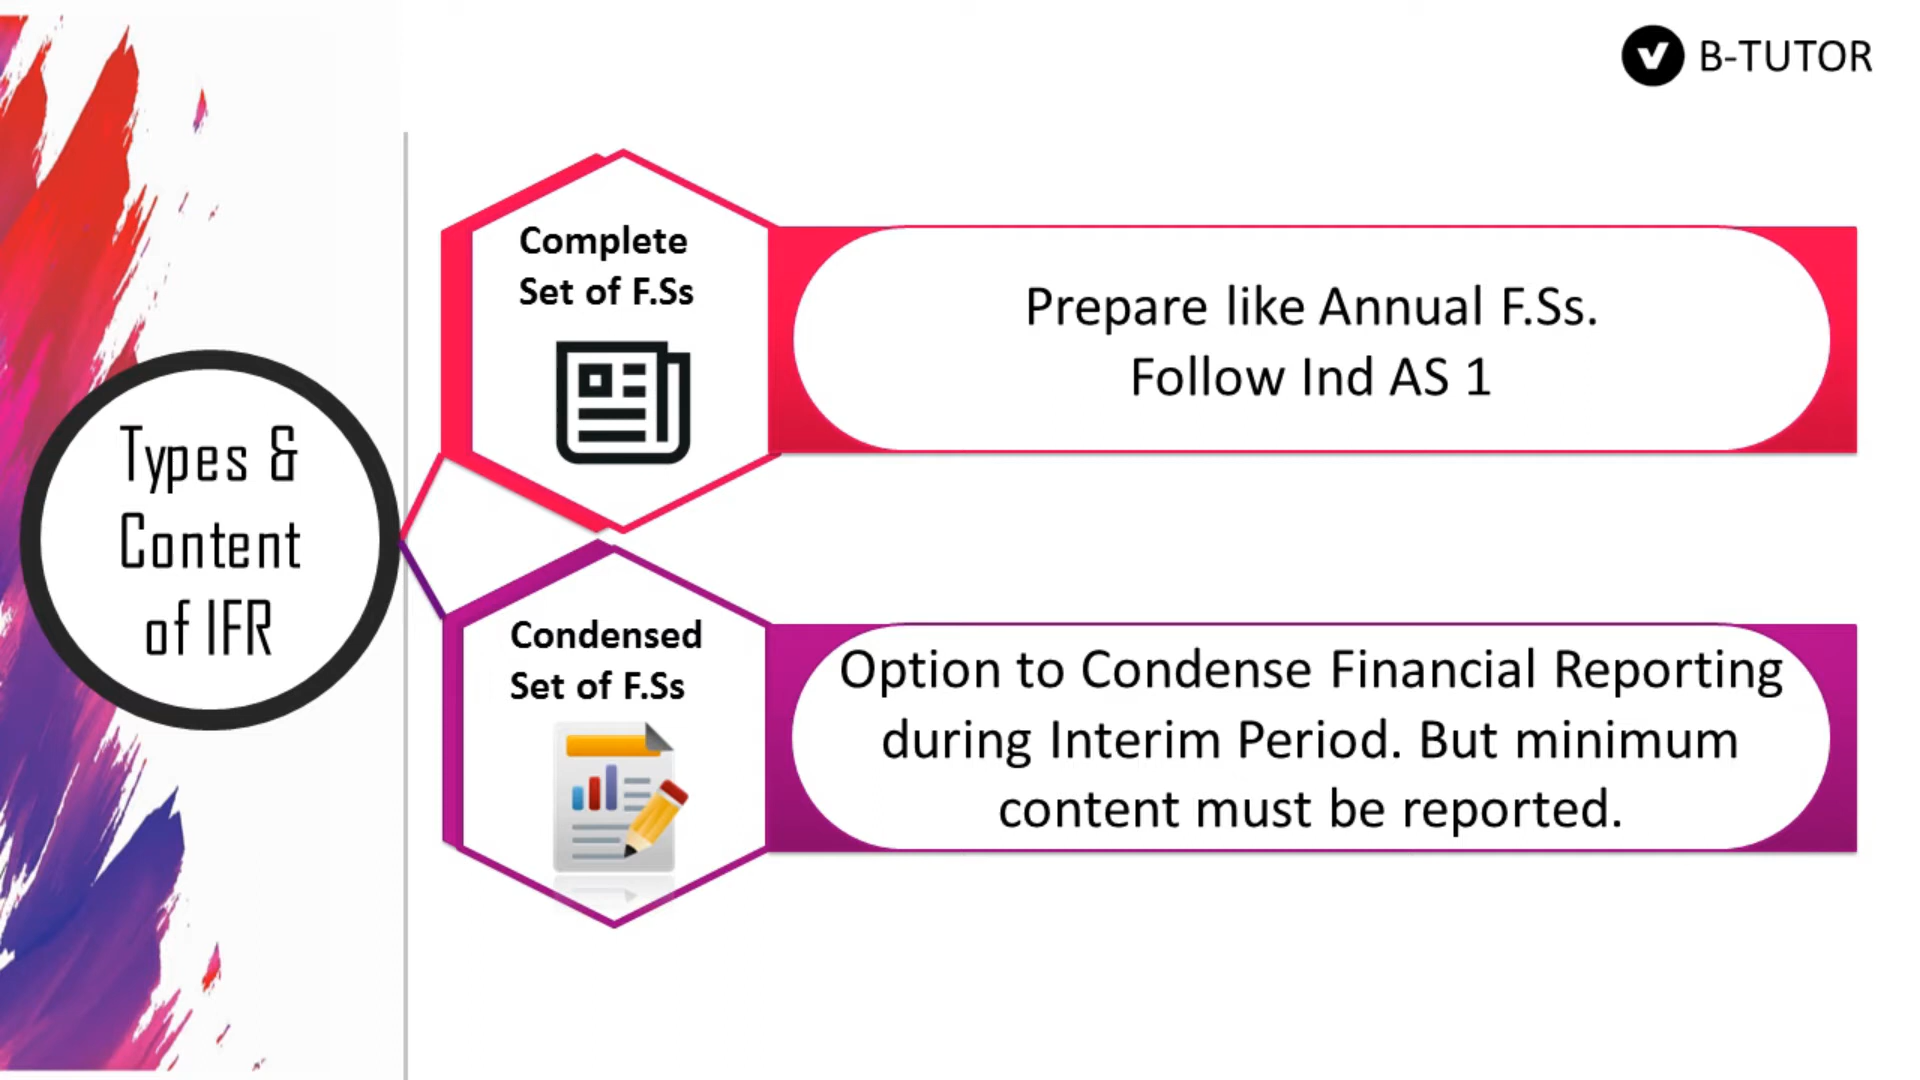 B-TUTOR
Types &
Content
of IFR
Complete
Set of F.Ss
Prepare like Annual F.Ss.
Follow Ind AS 1
Condensed
Set of F.Ss
Option to Condense Financial Reporting
during Interim Period. But minimum
content must be reported.